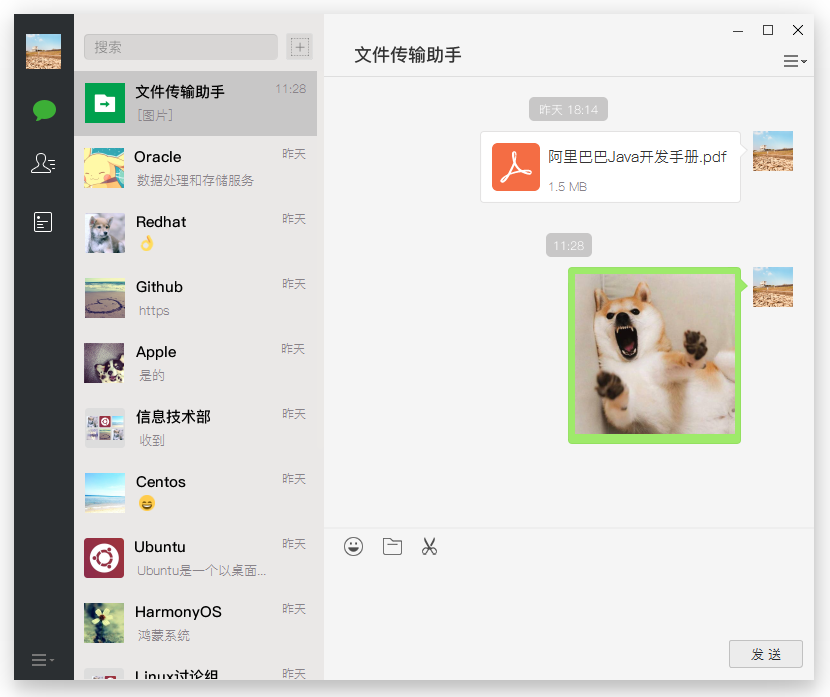 搜索
文件传输助手 11:28
[图片]
Oracle 昨天
数据处理和存储服务
Redhat 昨天
👌
Github 昨天
https
Apple 昨天
是的
信息技术部 昨天
收到
Centos 昨天
😄
Ubuntu 昨天
Ubuntu是一个以桌面...
HarmonyOS 昨天
鸿蒙系统
Linux讨论组 昨天
文件传输助手
昨天 18:14
阿里巴巴Java开发手册.pdf
1.5 MB
11:28
发 送